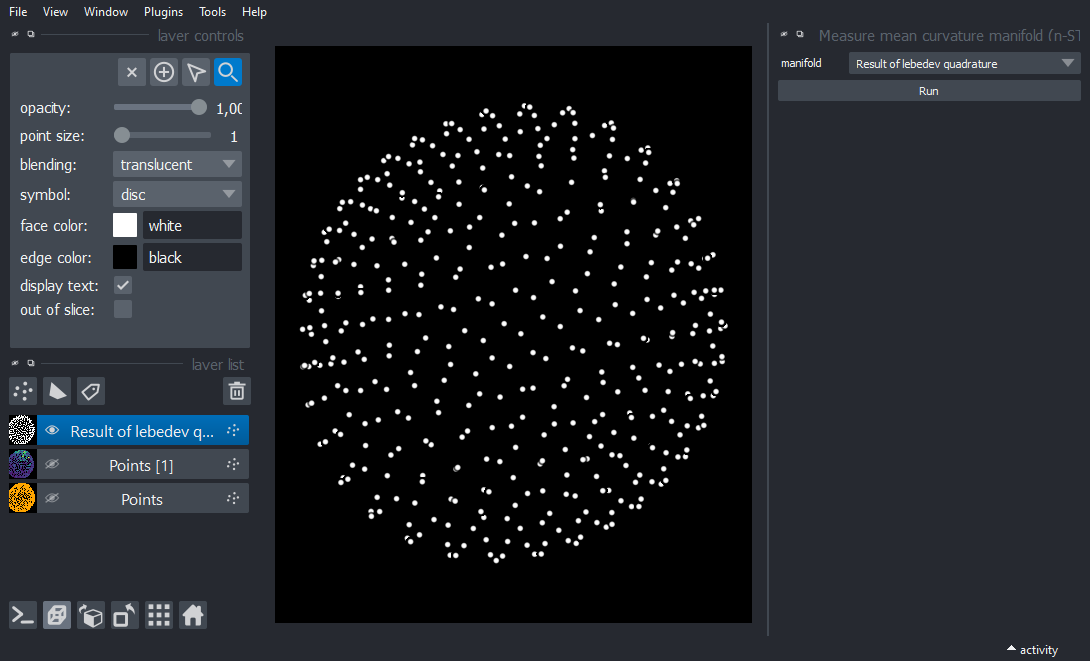 File View Window Plugins Tools Help
layer controls
opacity: 1,00
point size: 1
blending: translucent
symbol: disc
face color: white
edge color: black
display text:
out of slice:
layer list
Result of lebedev q...
Points [1]
Points
Measure mean curvature manifold (n-ST
manifold Result of lebedev quadrature
Run
activity